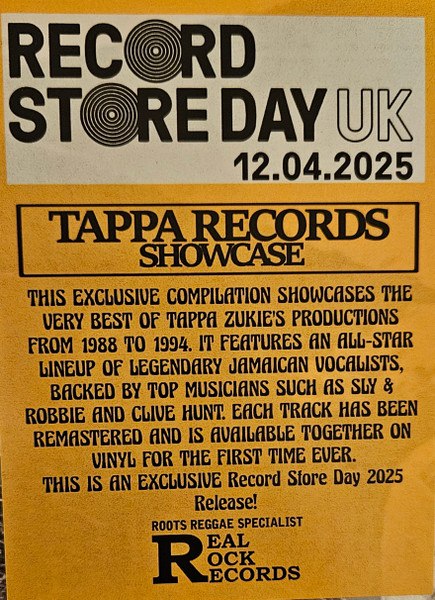 RECORD
STORE DAY UK
12.04.2025
TAPPA RECORDS
SHOWCASE
THIS EXCLUSIVE COMPILATION SHOWCASES THE
VERY BEST OF TAPPA ZUKIE'S PRODUCTIONS
FROM 1988 TO 1994. IT FEATURES AN ALL-STAR
LINEUP OF LEGENDARY JAMAICAN VOCALISTS,
BACKED BY TOP MUSICIANS SUCH AS SLY &
ROBBIE AND CLIVE HUNT. EACH TRACK HAS BEEN
REMASTERED AND IS AVAILABLE TOGETHER ON
VINYL FOR THE FIRST TIME EVER.
THIS IS AN EXCLUSIVE Record Store Day 2025
Release!
ROOTS REGGAE SPECIALIST
REAL
ROCK
RECORDS